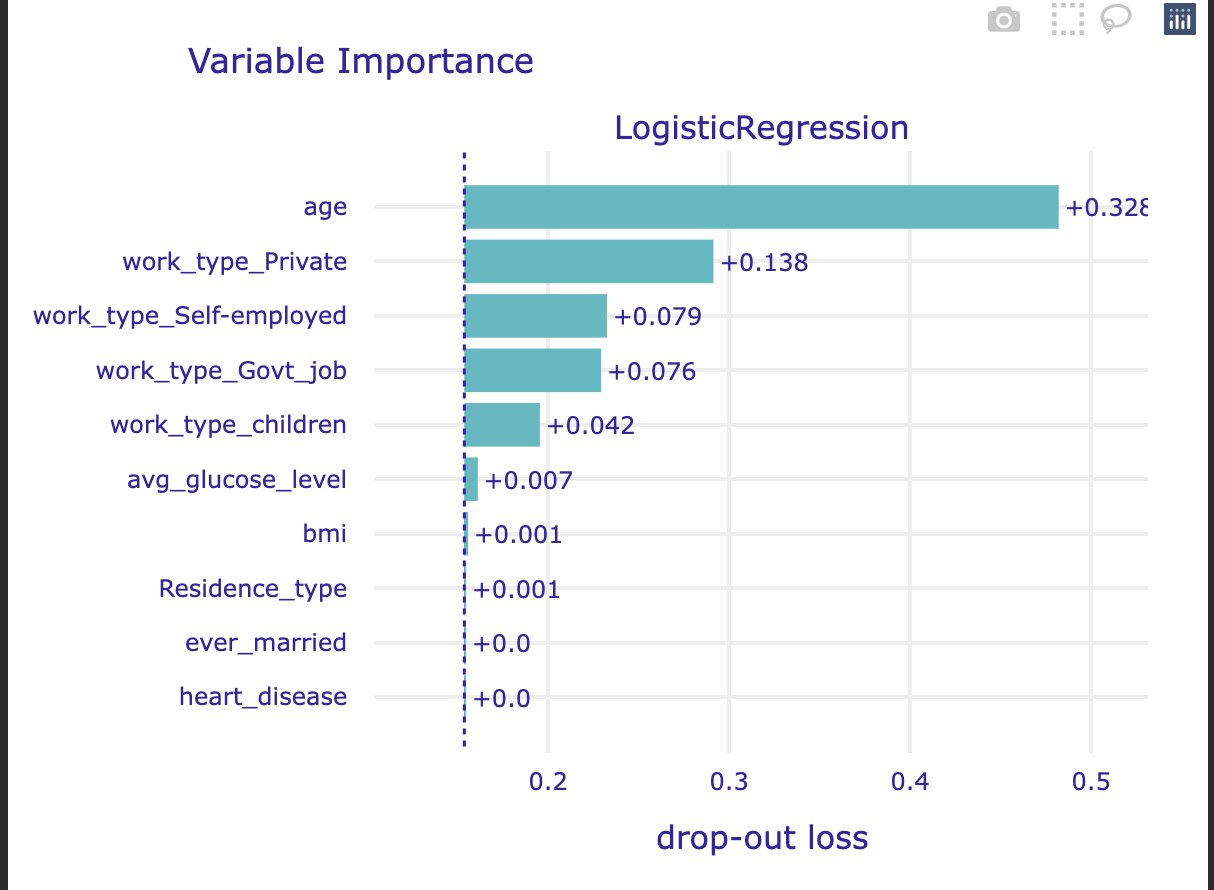 Variable Importance
LogisticRegression
age +0.328
work_type_Private +0.138
work_type_Self-employed +0.079
work_type_Govt_job +0.076
work_type_children +0.042
avg_glucose_level +0.007
bmi +0.001
Residence_type +0.001
ever_married +0.0
heart_disease +0.0
0.2 0.3 0.4 0.5
drop-out loss